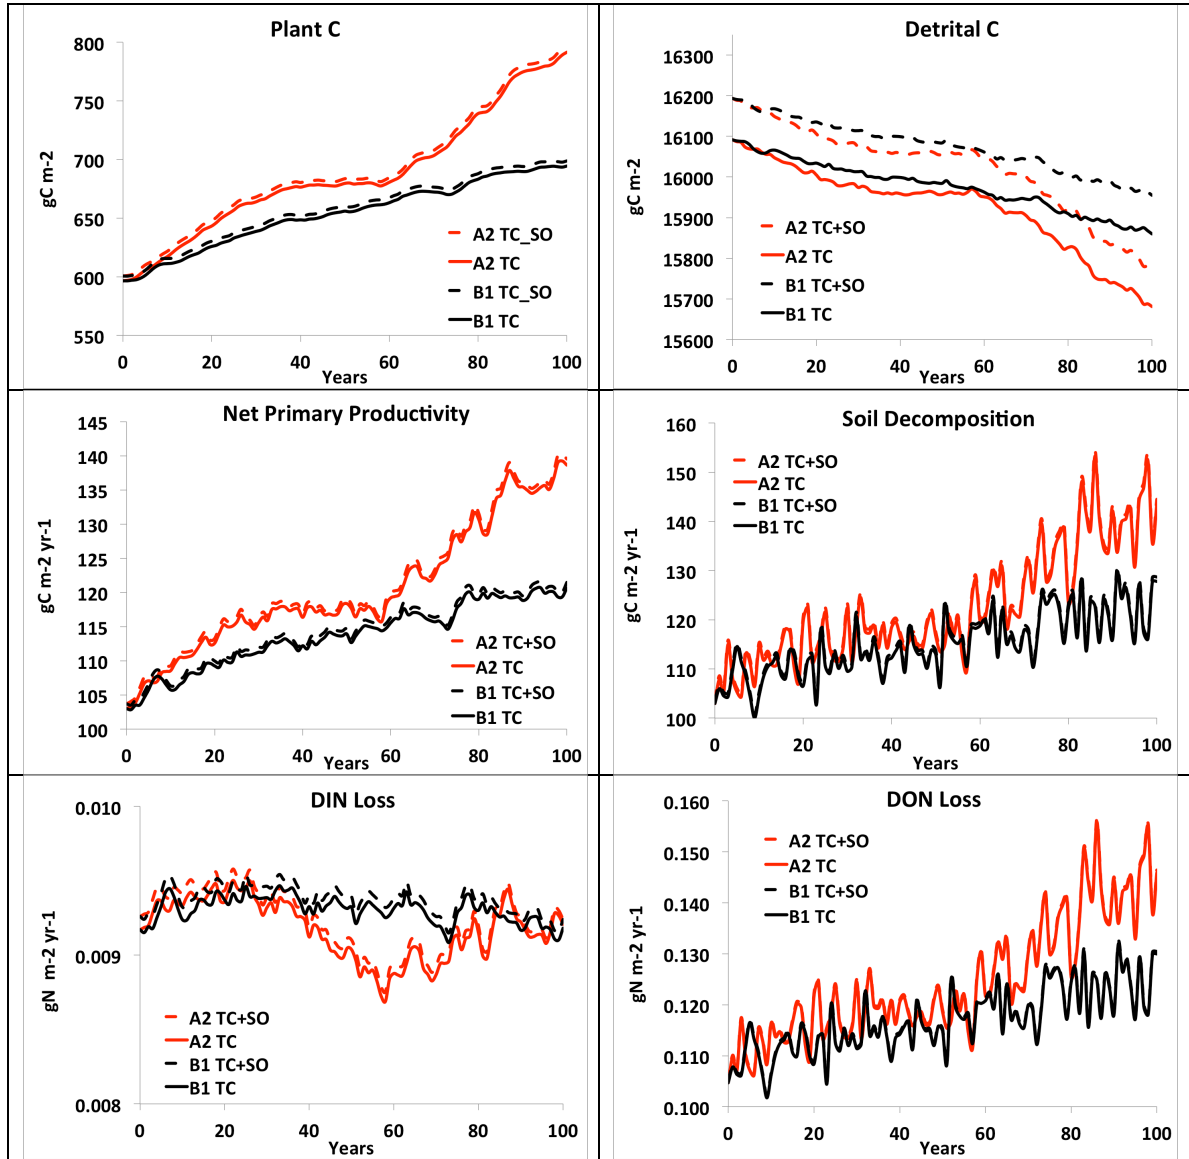 Plant C
800
750
700
650
600
550
gC m-2
A2 TC_SO
A2 TC
B1 TC_SO
B1 TC
0 20 40 60 80 100
Years
Detrital C
16300
16200
16100
16000
15900
15800
15700
15600
gC m-2
A2 TC+SO
A2 TC
B1 TC+SO
B1 TC
0 20 40 60 80 100
Years
Net Primary Productivity
145
140
135
130
125
120
115
110
105
100
gC m-2 yr-1
A2 TC+SO
A2 TC
B1 TC+SO
B1 TC
0 20 40 60 80 100
Years
Soil Decomposition
160
150
140
130
120
110
100
gC m-2 yr-1
A2 TC+SO
A2 TC
B1 TC+SO
B1 TC
0 20 40 60 80 100
Years
DIN Loss
0.010
0.009
0.008
gN m-2 yr-1
A2 TC+SO
A2 TC
B1 TC+SO
B1 TC
0 20 40 60 80 100
Years
DON Loss
0.160
0.150
0.140
0.130
0.120
0.110
0.100
gN m-2 yr-1
A2 TC+SO
A2 TC
B1 TC+SO
B1 TC
0 20 40 60 80 100
Years